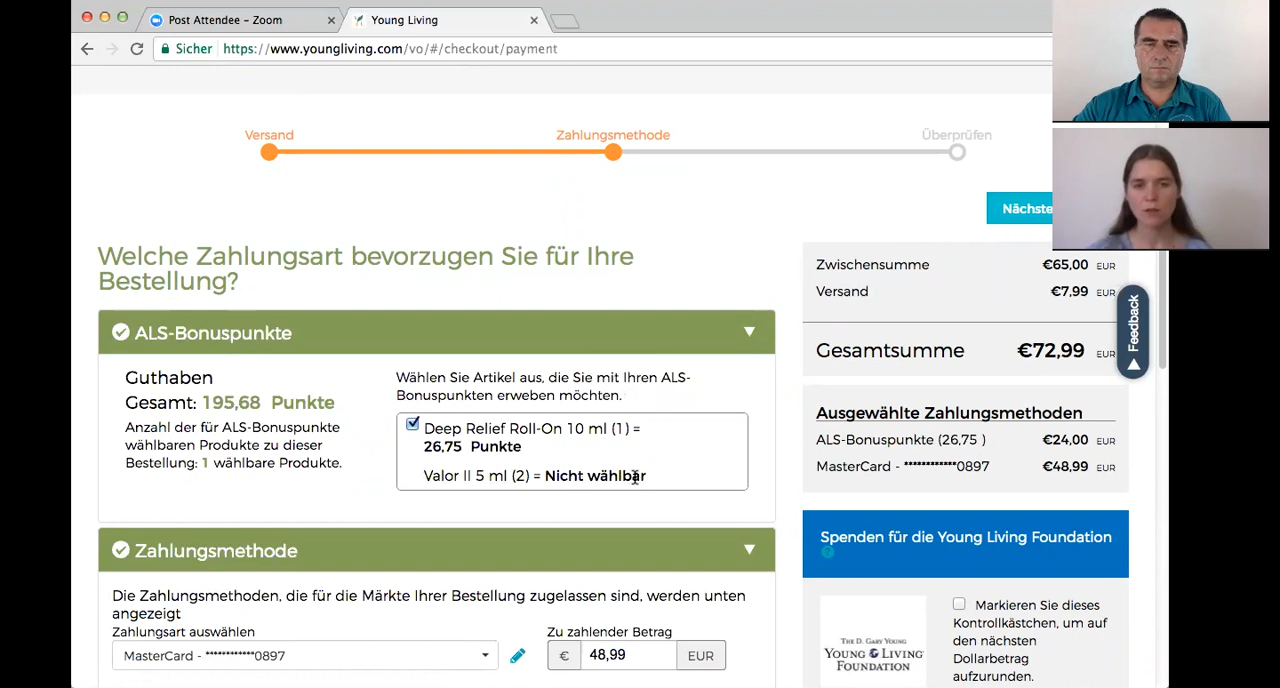 Post Attendee – Zoom
Young Living
Sicher https://www.youngliving.com/vo/#/checkout/payment
Versand
Zahlungsmethode
Überprüfen
Nächste
Welche Zahlungsart bevorzugen Sie für Ihre
Bestellung?
ALS-Bonuspunkte
Guthaben
Gesamt: 195,68 Punkte
Anzahl der für ALS-Bonuspunkte
wählbaren Produkte zu dieser
Bestellung: 1 wählbare Produkte.
Wählen Sie Artikel aus, die Sie mit Ihren ALS-
Bonuspunkten erweben möchten.
Deep Relief Roll-On 10 ml (1) =
26,75 Punkte
Valor II 5 ml (2) = Nicht wählbar
Zahlungsmethode
Die Zahlungsmethoden, die für die Märkte Ihrer Bestellung zugelassen sind, werden unten
angezeigt
Zahlungsart auswählen
MasterCard - ************0897
Zu zahlender Betrag
€ 48,99 EUR
Zwischensumme €65,00 EUR
Versand €7,99 EUR
Gesamtsumme €72,99 EUR
Feedback
Ausgewählte Zahlungsmethoden
ALS-Bonuspunkte (26,75 ) €24,00 EUR
MasterCard - ************0897 €48,99 EUR
Spenden für die Young Living Foundation
?
THE D. GARY YOUNG
YOUNG LIVING
FOUNDATION
Markieren Sie dieses
Kontrollkästchen, um auf
den nächsten
Dollarbetrag
aufzurunden.